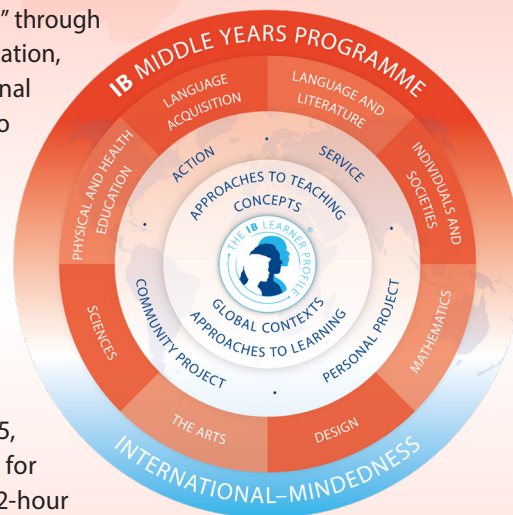 ” through
ration,
nal
o
5,
for
2-hour
IB MIDDLE YEARS PROGRAMME
LANGUAGE
ACQUISITION
LANGUAGE AND
LITERATURE
PHYSICAL AND HEALTH
EDUCATION
INDIVIDUALS AND
SOCIETIES
SCIENCES
MATHEMATICS
THE ARTS
DESIGN
ACTION
SERVICE
COMMUNITY PROJECT
PERSONAL PROJECT
APPROACHES TO TEACHING
CONCEPTS
THE IB LEARNER PROFILE
®
GLOBAL CONTEXTS
APPROACHES TO LEARNING
INTERNATIONAL–MINDEDNESS